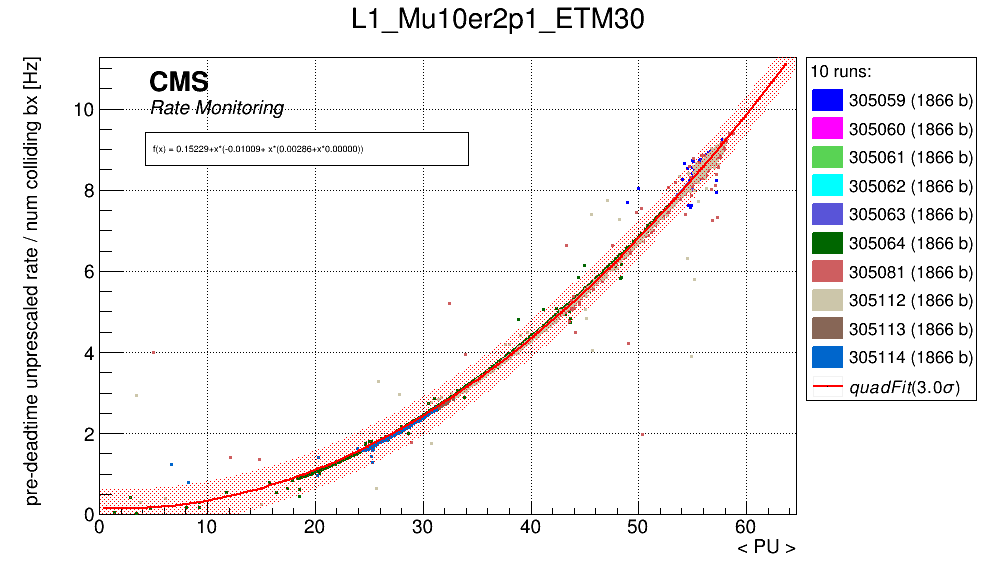 L1_Mu10er2p1_ETM30
pre-deadtime unprescaled rate / num colliding bx [Hz]
CMS
Rate Monitoring
f(x) = 0.15229+x*(-0.01009+ x*(0.00286+x*0.00000))
10
8
6
4
2
0
0 10 20 30 40 50 60
< PU >
10 runs:
305059 (1866 b)
305060 (1866 b)
305061 (1866 b)
305062 (1866 b)
305063 (1866 b)
305064 (1866 b)
305081 (1866 b)
305112 (1866 b)
305113 (1866 b)
305114 (1866 b)
quadFit(3.0σ)